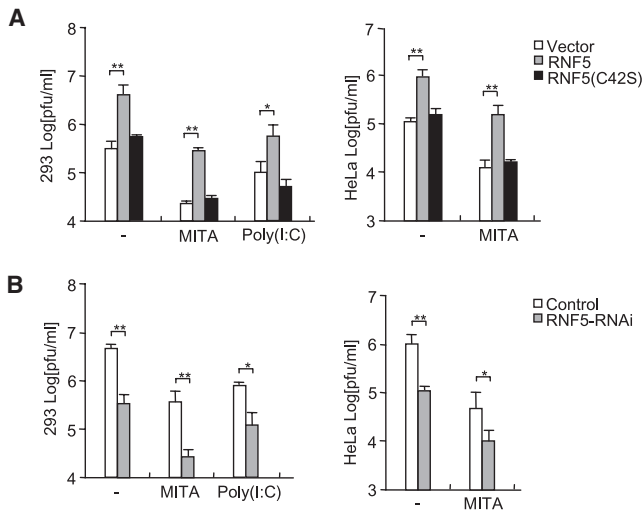 A
293 Log[pfu/ml]
8
7
6
5
4
**
**
*
-
MITA
Poly(I:C)
HeLa Log[pfu/ml]
7
6
5
4
3
**
**
-
MITA
Vector
RNF5
RNF5(C42S)
B
293 Log[pfu/ml]
8
7
6
5
4
**
**
*
-
MITA
Poly(I:C)
HeLa Log[pfu/ml]
7
6
5
4
3
**
*
-
MITA
Control
RNF5-RNAi